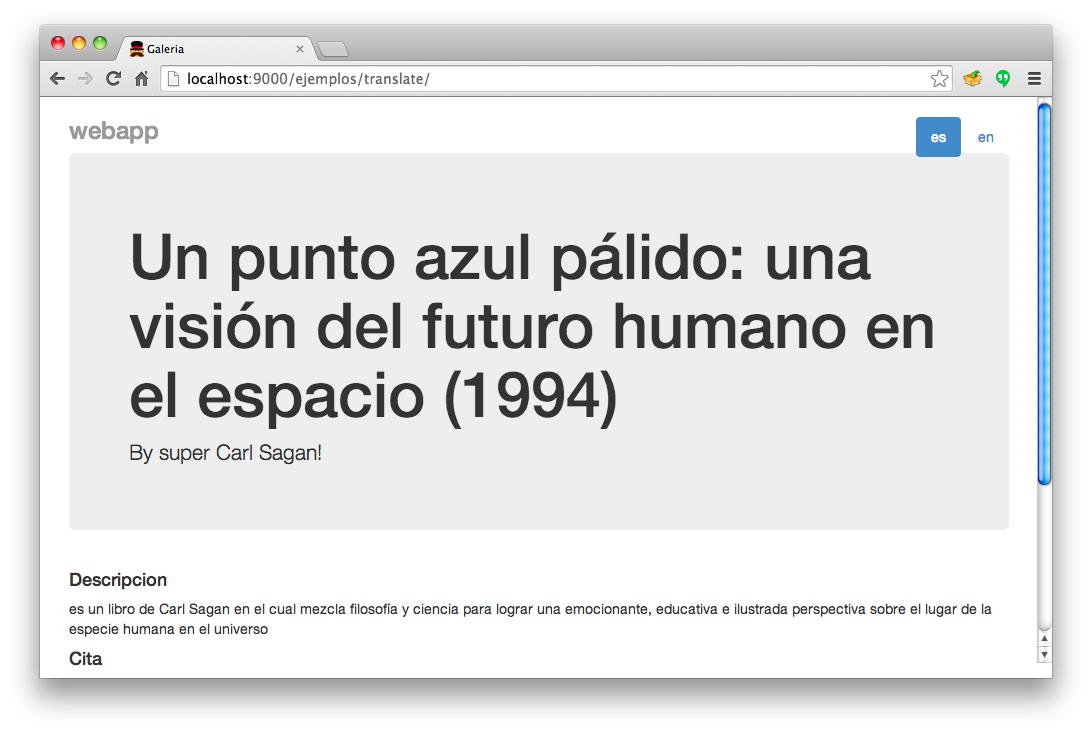 Galeria
localhost:9000/ejemplos/translate/
webapp
es
en
Un punto azul pálido: una
visión del futuro humano en
el espacio (1994)
By super Carl Sagan!
Descripcion
es un libro de Carl Sagan en el cual mezcla filosofía y ciencia para lograr una emocionante, educativa e ilustrada perspectiva sobre el lugar de la
especie humana en el universo
Cita